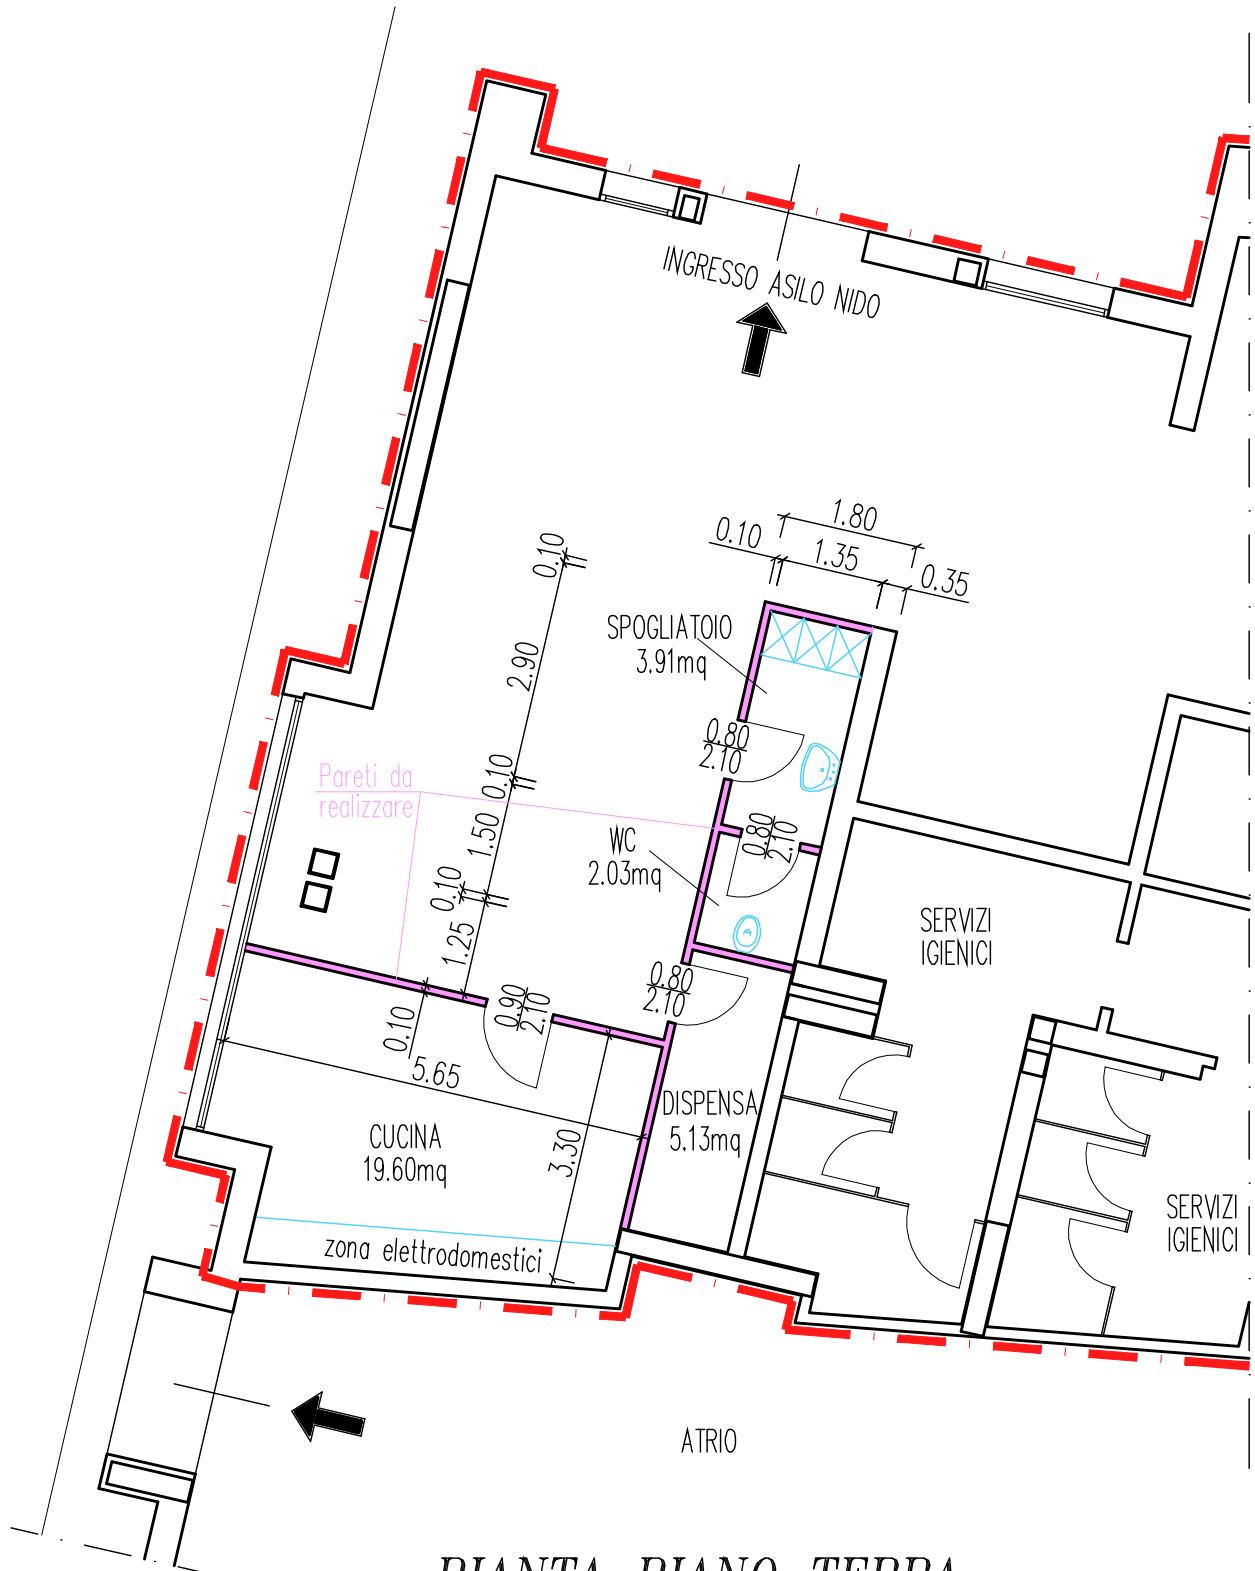 INGRESSO ASILO NIDO
1.80
0.10
1.35
0.35
0.10
SPOGLIATOIO
3.91mq
2.90
0.80
2.10
Pareti da
realizzare
0.10
1.50
WC
2.03mq
0.80
2.10
0.10
1.25
SERVIZI
IGIENICI
0.80
2.10
0.90
2.10
0.10
5.65
DISPENSA
5.13mq
CUCINA
19.60mq
3.30
SERVIZI
IGIENICI
zona elettrodomestici
ATRIO
PIANTA PIANO TERRA